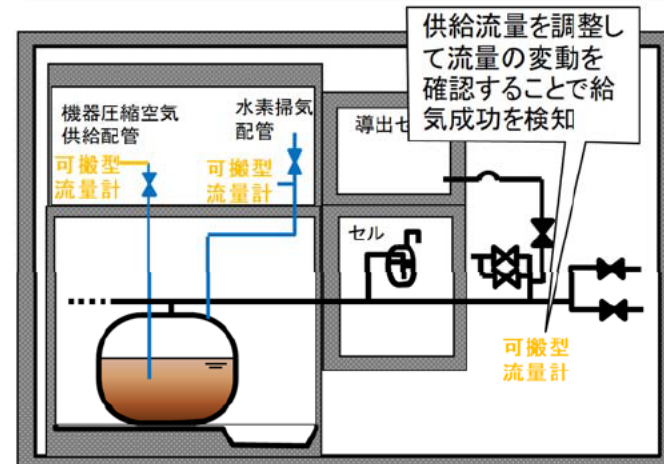 供給流量を調整し
て流量の変動を
確認することで給
気成功を検知
機器圧縮空気
供給配管
水素掃気
配管
導出セ
可搬型
流量計
可搬型
流量計
セル
可搬型
流量計